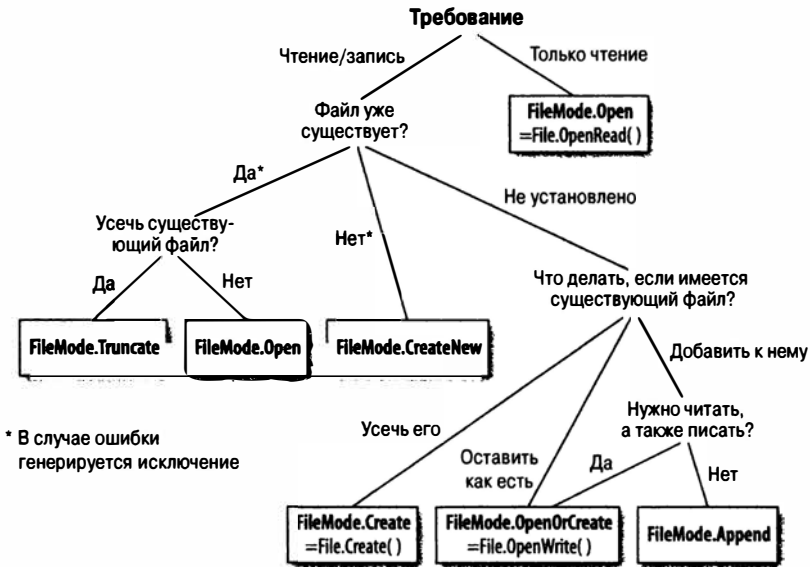 Требование
Чтение/запись
Только чтение
Файл уже
существует?
FileMode.Open
=File.OpenRead( )
Да*
Не установлено
Усечь существу-
ющий файл?
Нет*
Да
Нет
Что делать, если имеется
существующий файл?
FileMode.Truncate
FileMode.Open
FileMode.CreateNew
Добавить к нему
* В случае ошибки
генерируется исключение
Усечь его
Нужно читать,
а также писать?
Оставить
как есть
Да
Нет
FileMode.Create
=File.Create( )
FileMode.OpenOrCreate
=File.OpenWrite( )
FileMode.Append